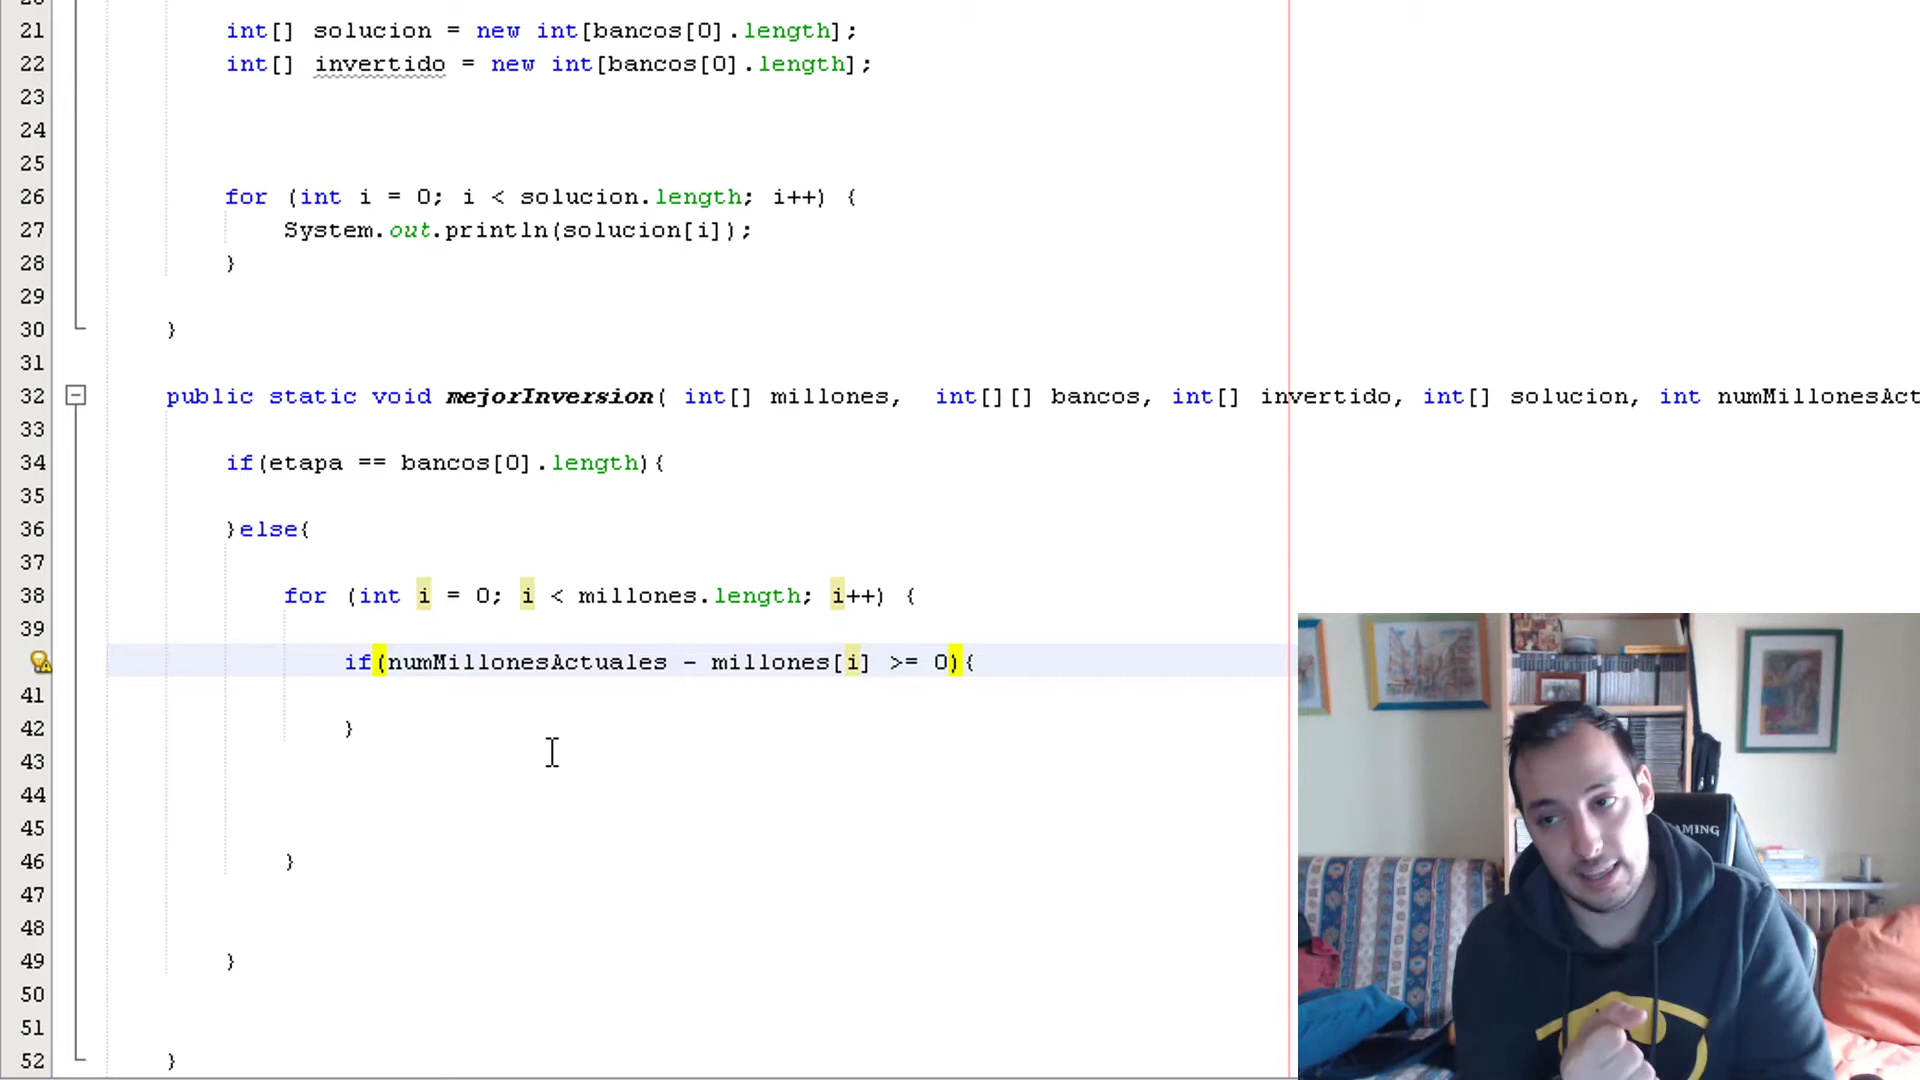 21 int[] solucion = new int[bancos[0].length];
22 int[] invertido = new int[bancos[0].length];
23
24
25
26 for (int i = 0; i < solucion.length; i++) {
27 System.out.println(solucion[i]);
28 }
29
30 }
31
32 public static void mejorInversion( int[] millones,  int[][] bancos, int[] invertido, int[] solucion, int numMillonesAct
33
34 if(etapa == bancos[0].length){
35
36 }else{
37
38 for (int i = 0; i < millones.length; i++) {
39
if(numMillonesActuales - millones[i] >= 0){
41
42 }
43
44
45
46 }
47
48
49 }
50
51
52 }
AMING